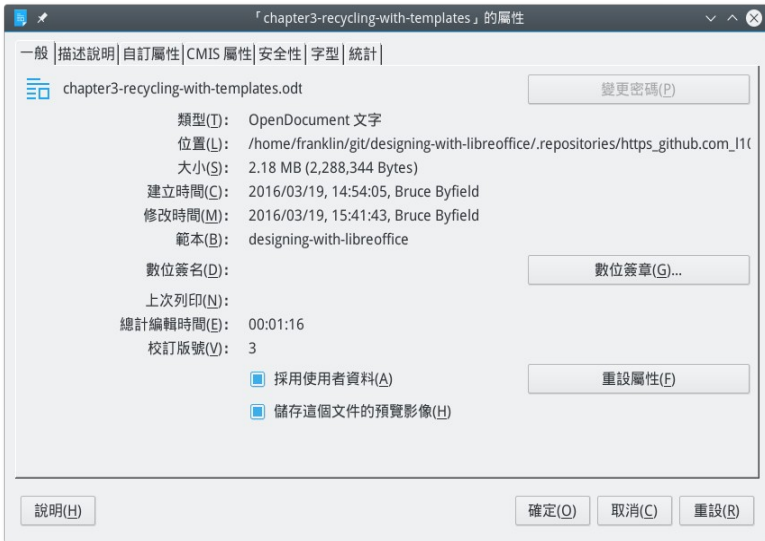 「chapter3-recycling-with-templates」的屬性
一般 描述說明 自訂屬性 CMIS 屬性 安全性 字型 統計
chapter3-recycling-with-templates.odt 變更密碼(P)
類型(T): OpenDocument 文字
位置(L): /home/franklin/git/designing-with-libreoffice/.repositories/https_github.com_l10
大小(S): 2.18 MB (2,288,344 Bytes)
建立時間(C): 2016/03/19, 14:54:05, Bruce Byfield
修改時間(M): 2016/03/19, 15:41:43, Bruce Byfield
範本(B): designing-with-libreoffice
數位簽名(D): 數位簽章(G)...
上次列印(N):
總計編輯時間(E): 00:01:16
校訂版號(V): 3
採用使用者資料(A) 重設屬性(F)
儲存這個文件的預覽影像(H)
說明(H) 確定(O) 取消(C) 重設(R)